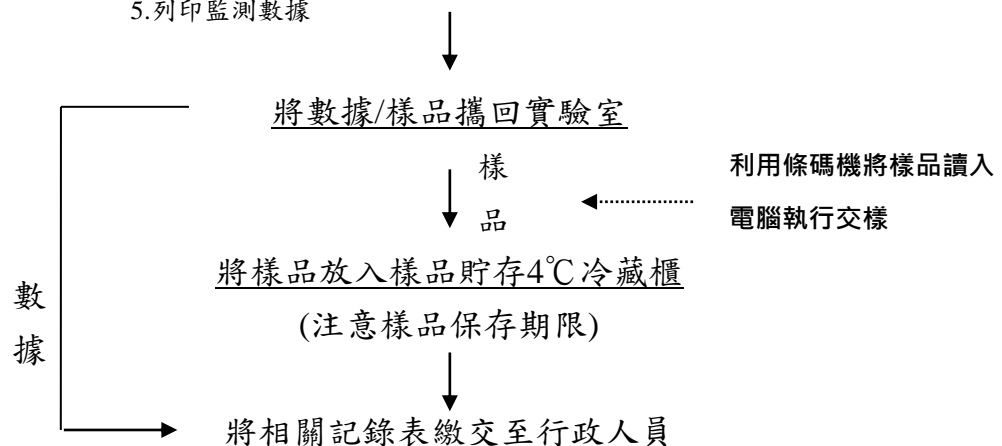 5.列印監測數據
將數據/樣品攜回實驗室
樣
品
利用條碼機將樣品讀入
電腦執行交樣
將樣品放入樣品貯存4℃冷藏櫃
(注意樣品保存期限)
數
據
將相關記錄表繳交至行政人員